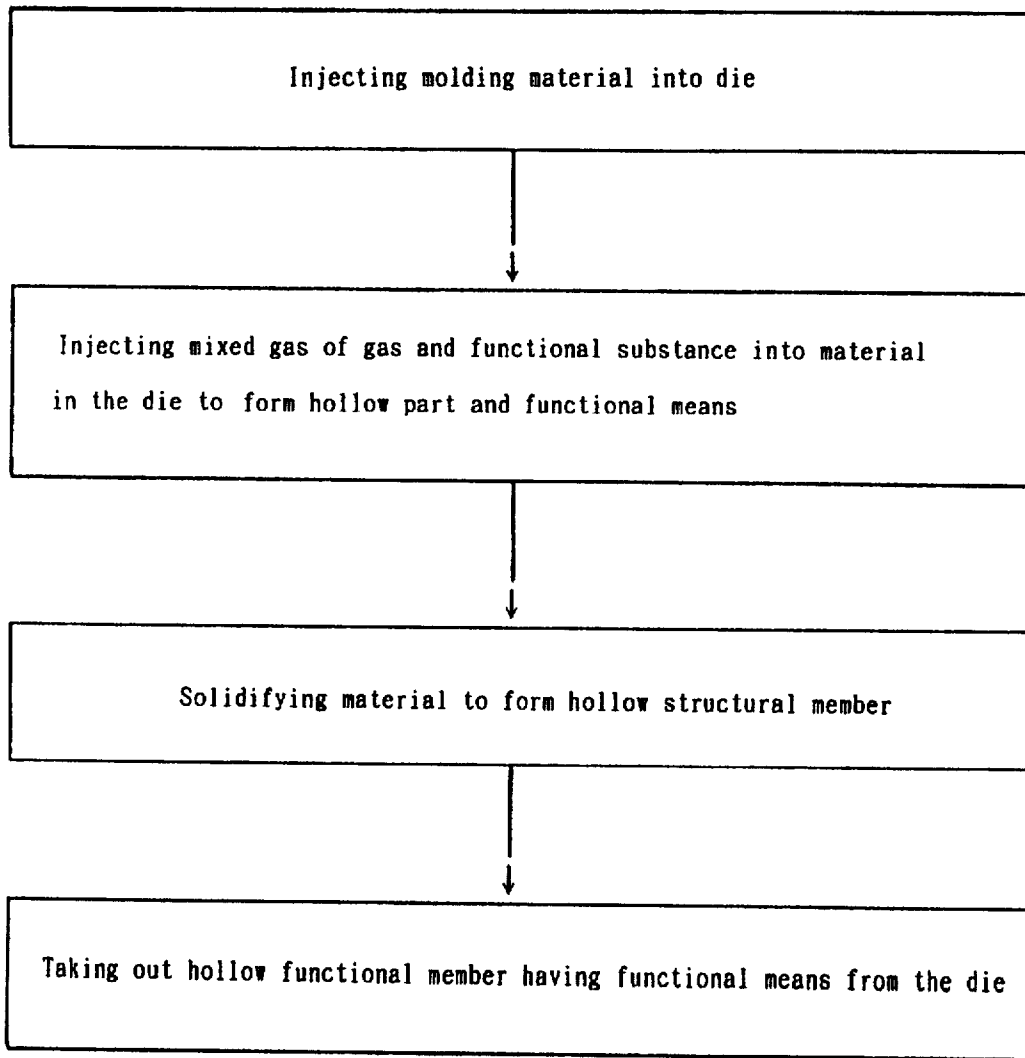 Injecting molding material into die
Injecting mixed gas of gas and functional substance into material
in the die to form hollow part and functional means
Solidifying material to form hollow structural member
Taking out hollow functional member having functional means from the die